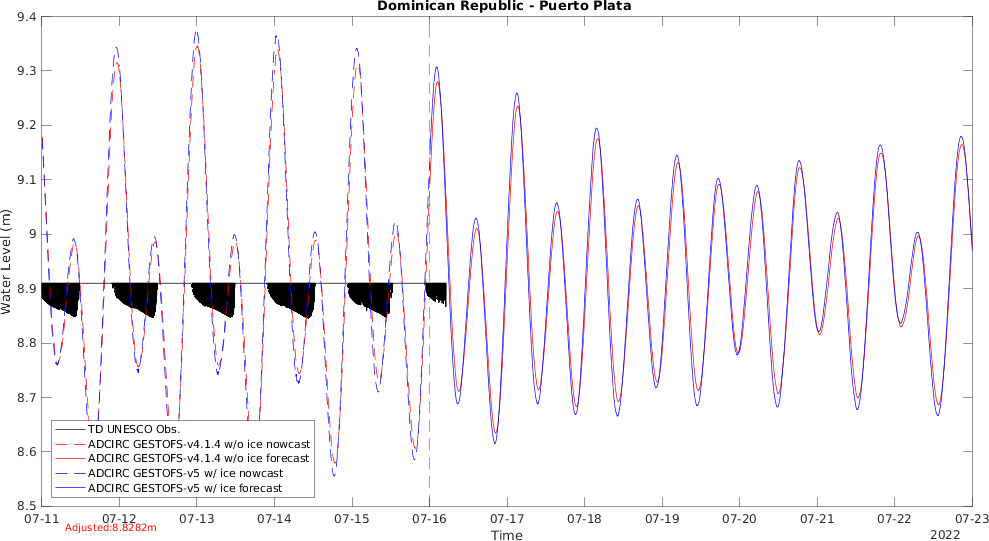 Dominican Republic - Puerto Plata
9.4
9.3
9.2
9.1
9
8.9
8.8
8.7
8.6
8.5
Water Level (m)
TD UNESCO Obs.
ADCIRC GESTOFS-v4.1.4 w/o ice nowcast
ADCIRC GESTOFS-v4.1.4 w/o ice forecast
ADCIRC GESTOFS-v5 w/ ice nowcast
ADCIRC GESTOFS-v5 w/ ice forecast
07-11 07-12 07-13 07-14 07-15 07-16 07-17 07-18 07-19 07-20 07-21 07-22 07-23
Adjusted:8.8282m
Time
2022